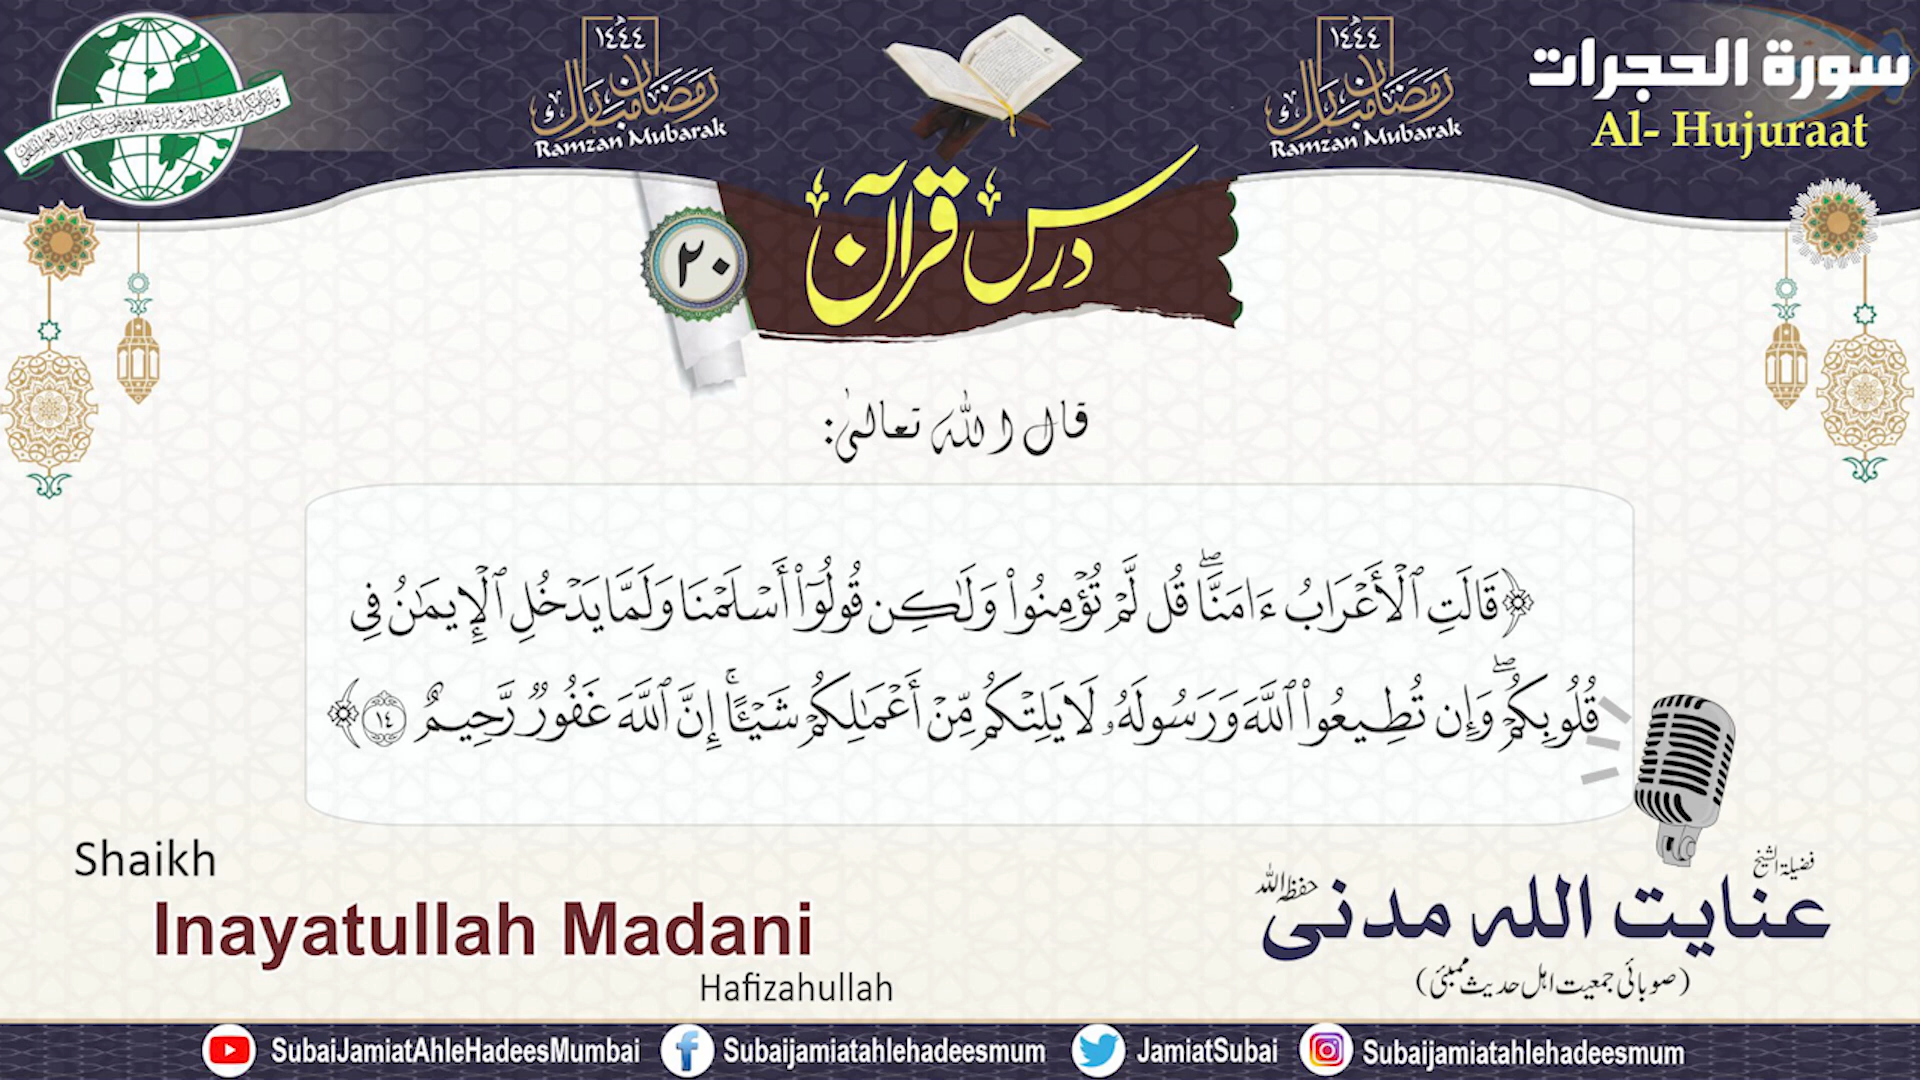 ١٤٤٤
رمضان مبارک
Ramzan Mubarak
١٤٤٤
رمضان مبارک
Ramzan Mubarak
سورة الحجرات
Al- Hujuraat
درس قرآن
٢٠
قال الله تعالىٰ:
﴿قَالَتِ ٱلْأَعْرَابُ ءَامَنَّاۖ قُل لَّمْ تُؤْمِنُوا۟ وَلَـٰكِن قُولُوٓا۟ أَسْلَمْنَا وَلَمَّا يَدْخُلِ ٱلْإِيمَـٰنُ فِى
قُلُوبِكُمْۖ وَإِن تُطِيعُوا۟ ٱللَّهَ وَرَسُولَهُۥ لَا يَلِتْكُم مِّنْ أَعْمَـٰلِكُمْ شَيْـًٔاۚ إِنَّ ٱللَّهَ غَفُورٌ رَّحِيمٌ ١٤﴾
Shaikh
Inayatullah Madani
Hafizahullah
فضیلۃ الشیخ
عنایت اللہ مدنی حفظہ اللہ
(صوبائی جمعیت اہل حدیث ممبئی)
SubaiJamiatAhleHadeesMumbai
Subaijamiatahlehadeesmum
JamiatSubai
Subaijamiatahlehadeesmum